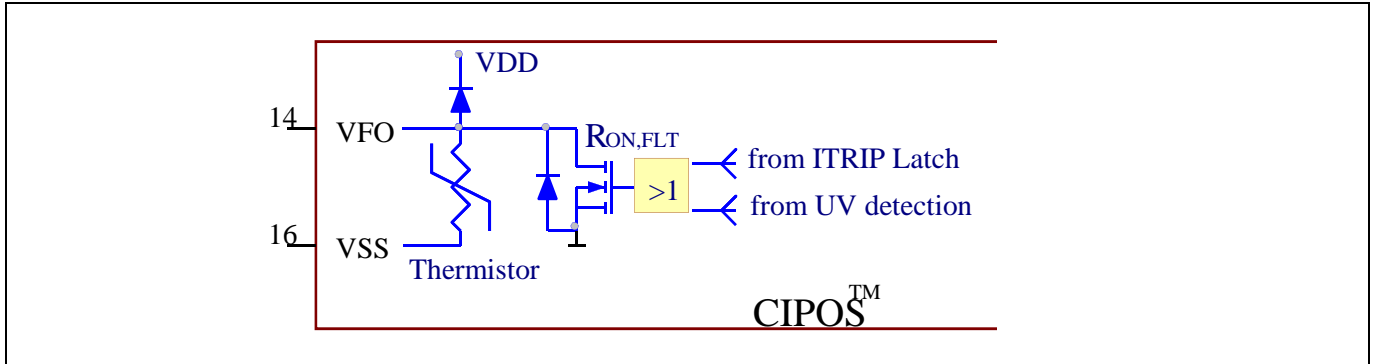 VDD
14 VFO
RON,FLT
>1
from ITRIP Latch
from UV detection
16 VSS
Thermistor
CIPOS™